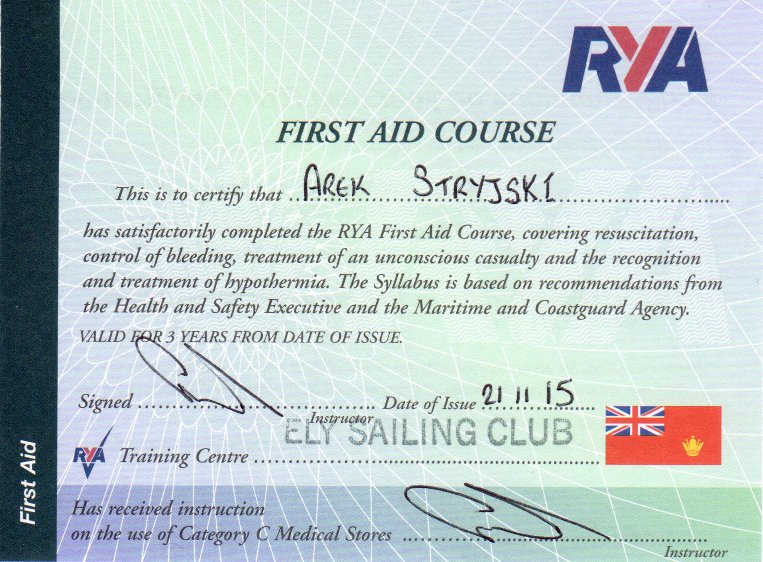 RYA
FIRST AID COURSE
This is to certify that AREK STRYJSKI
has satisfactorily completed the RYA First Aid Course, covering resuscitation,
control of bleeding, treatment of an unconscious casualty and the recognition
and treatment of hypothermia. The Syllabus is based on recommendations from
the Health and Safety Executive and the Maritime and Coastguard Agency.
VALID FOR 3 YEARS FROM DATE OF ISSUE.
Signed Date of Issue 21 11 15
Instructor
ELY SAILING CLUB
RYA Training Centre
Has received instruction
on the use of Category C Medical Stores
Instructor
First Aid